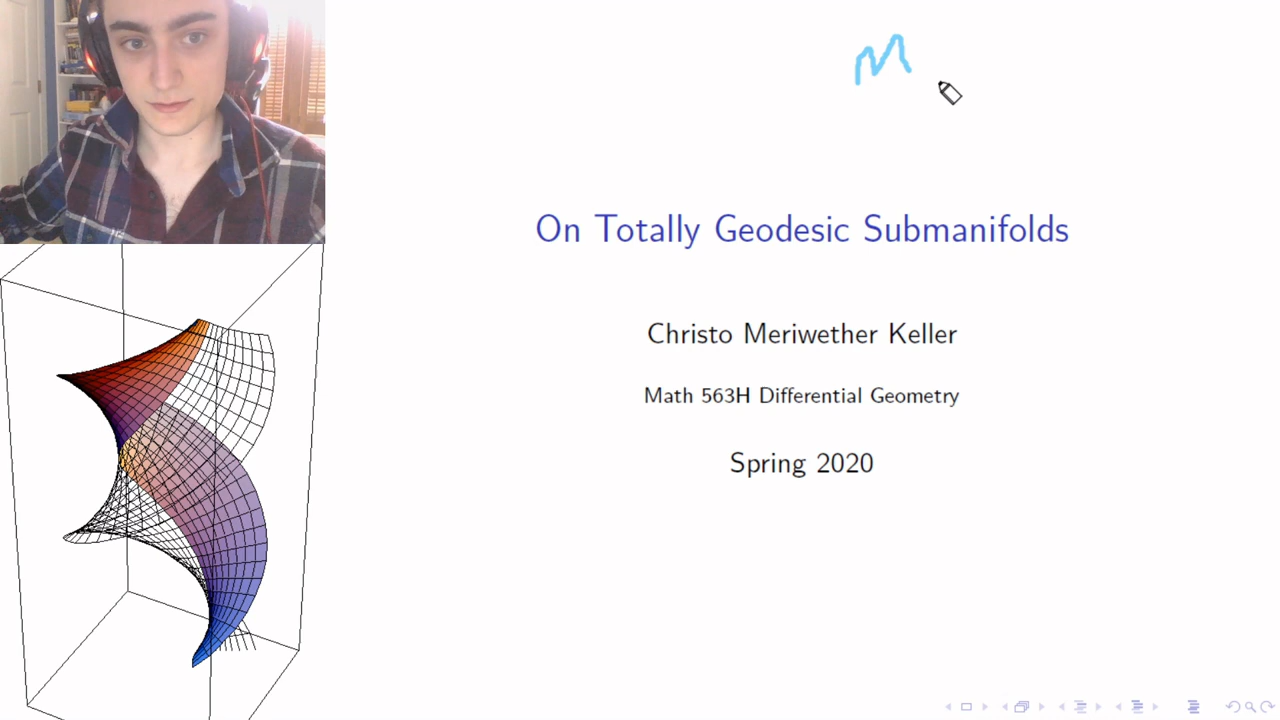 M
On Totally Geodesic Submanifolds
Christo Meriwether Keller
Math 563H Differential Geometry
Spring 2020